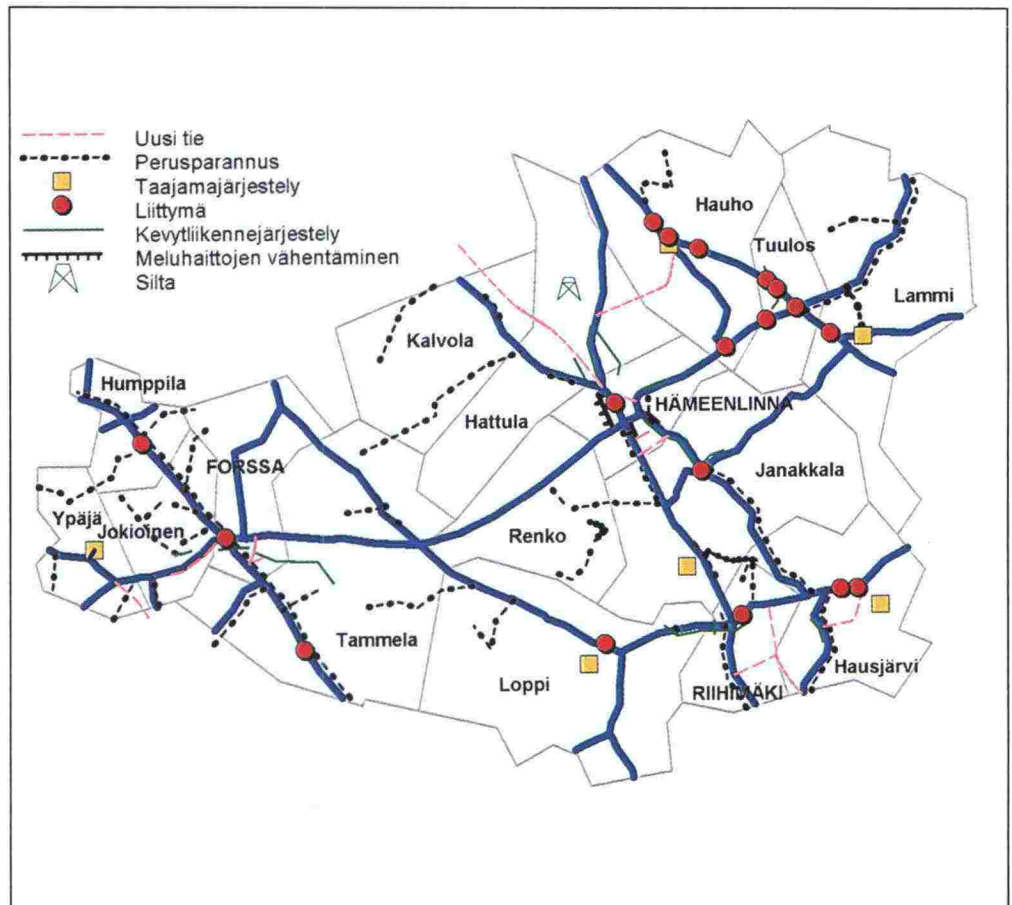 Uusi tie
Perusparannus
Taajamajärjestely
Liittymä
Kevytliikennejärjestely
Meluhaittojen vähentäminen
Silta
Hauho
Tuulos
Lammi
Kalvola
Humppila
Hattula
HÄMEENLINNA
FORSSA
Janakkala
Ypäjä
Jokioinen
Renko
Tammela
Loppi
RIIHIMÄKI
Hausjärvi